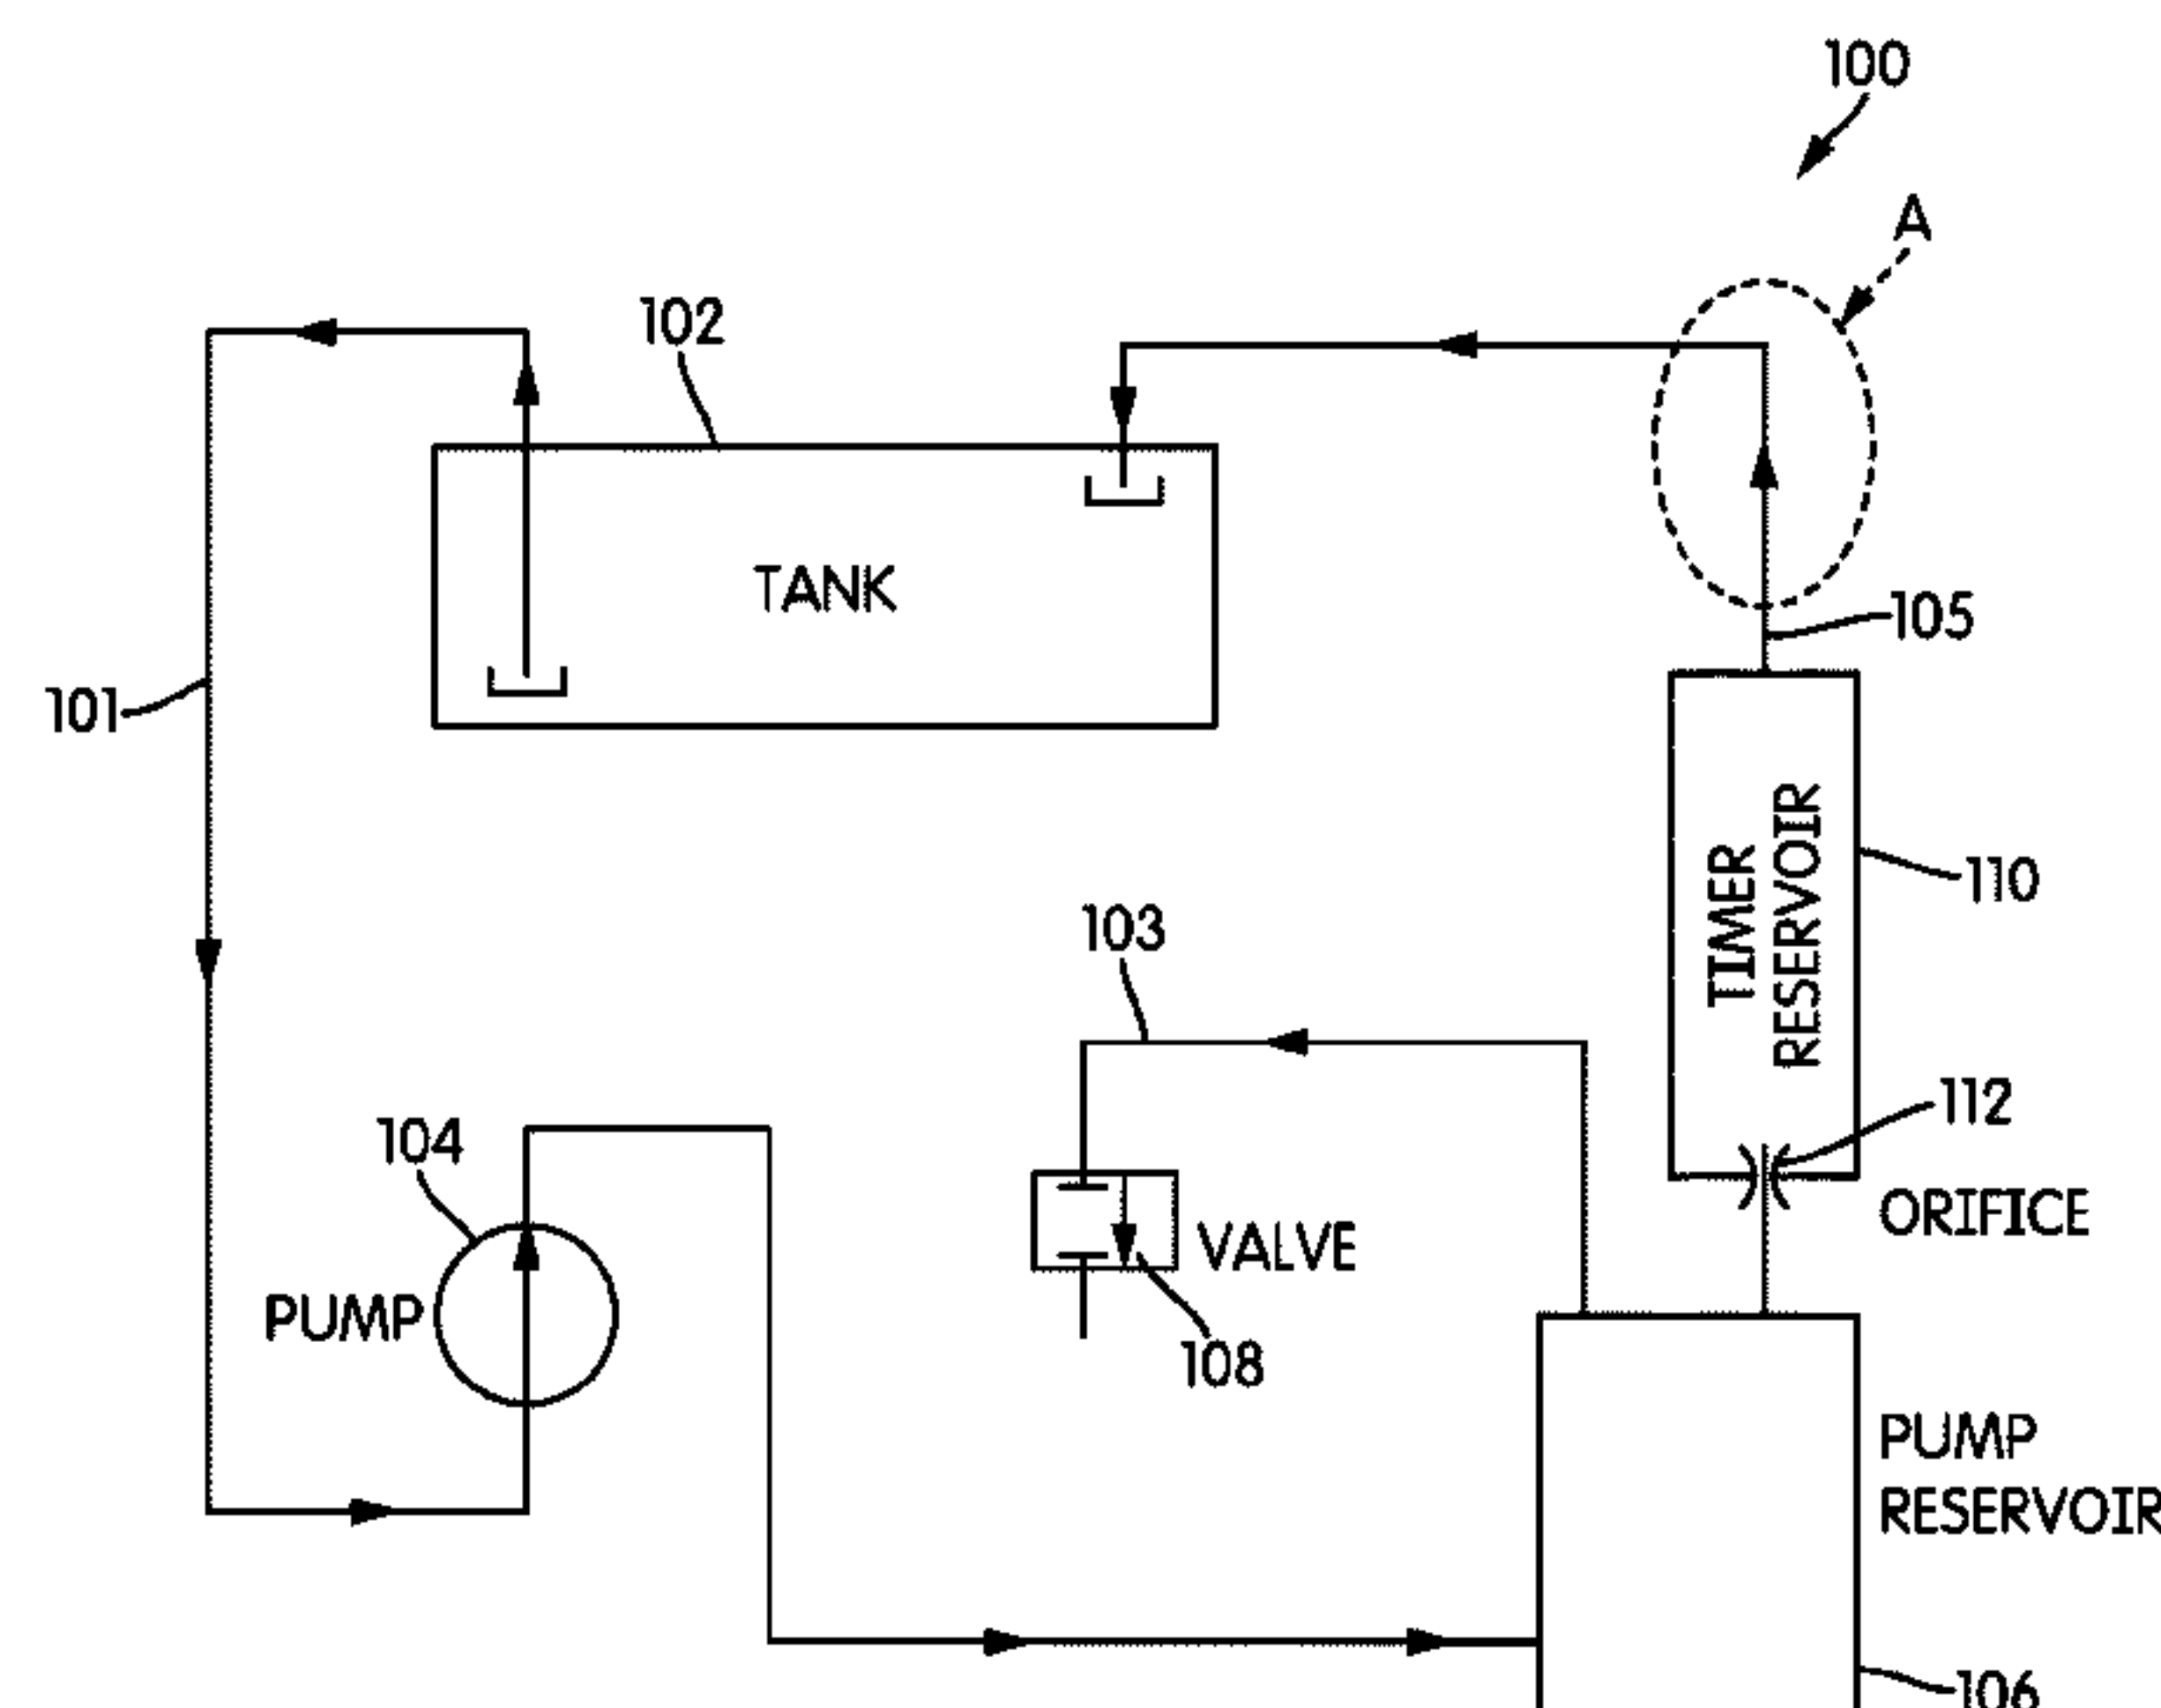 100
A
102
TANK
105
101
TIMER
RESERVOIR
110
103
112
104
ORIFICE
VALVE
PUMP
108
PUMP
RESERVOIR
106